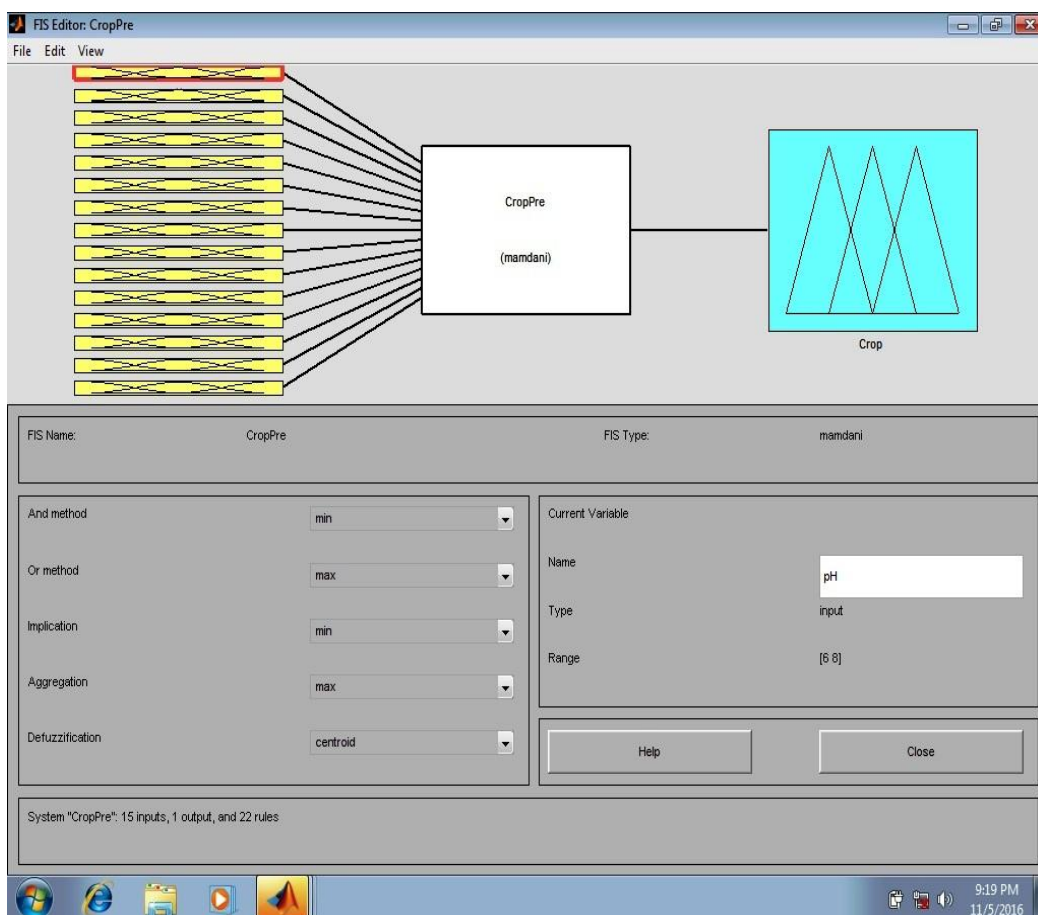 FIS Editor: CropPre
File Edit View
CropPre
(mamdani)
Crop
FIS Name: CropPre FIS Type: mamdani
And method min
Or method max
Implication min
Aggregation max
Defuzzification centroid
Current Variable
Name pH
Type input
Range [6 8]
Help Close
System "CropPre": 15 inputs, 1 output, and 22 rules
9:19 PM
11/5/2016